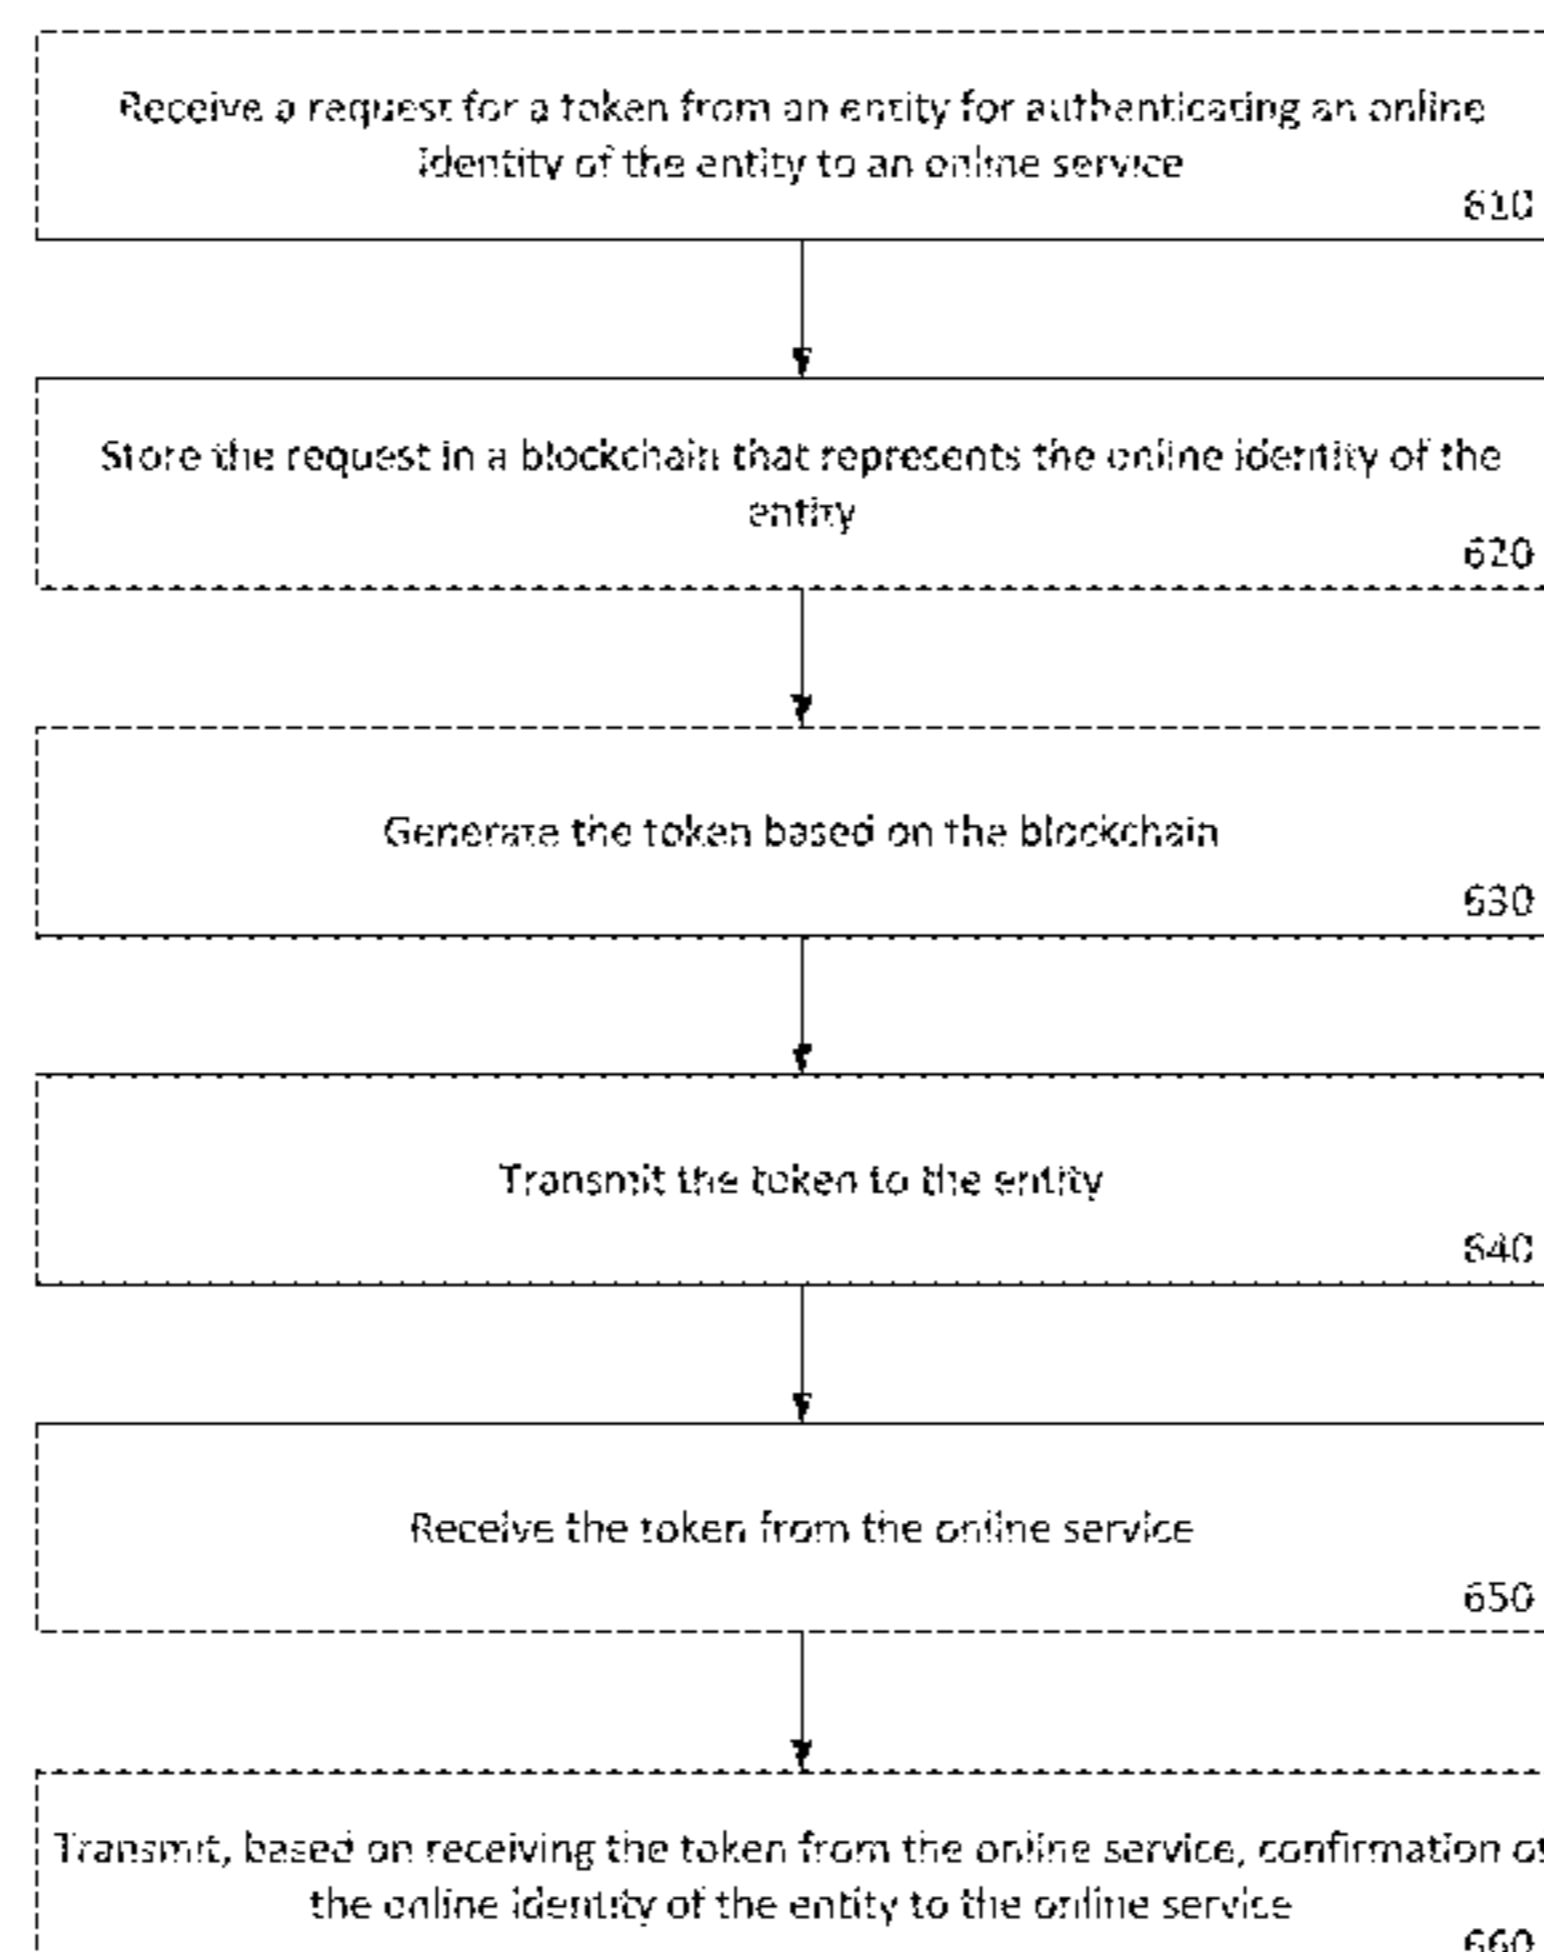 Receive a request for a token from an entity for authenticating an online
identity of the entity to an online service
610
Store the request in a blockchain that represents the online identity of the
entity
620
Generate the token based on the blockchain
630
Transmit the token to the entity
640
Receive the token from the online service
650
Transmit, based on receiving the token from the online service, confirmation of
the online identity of the entity to the online service
660